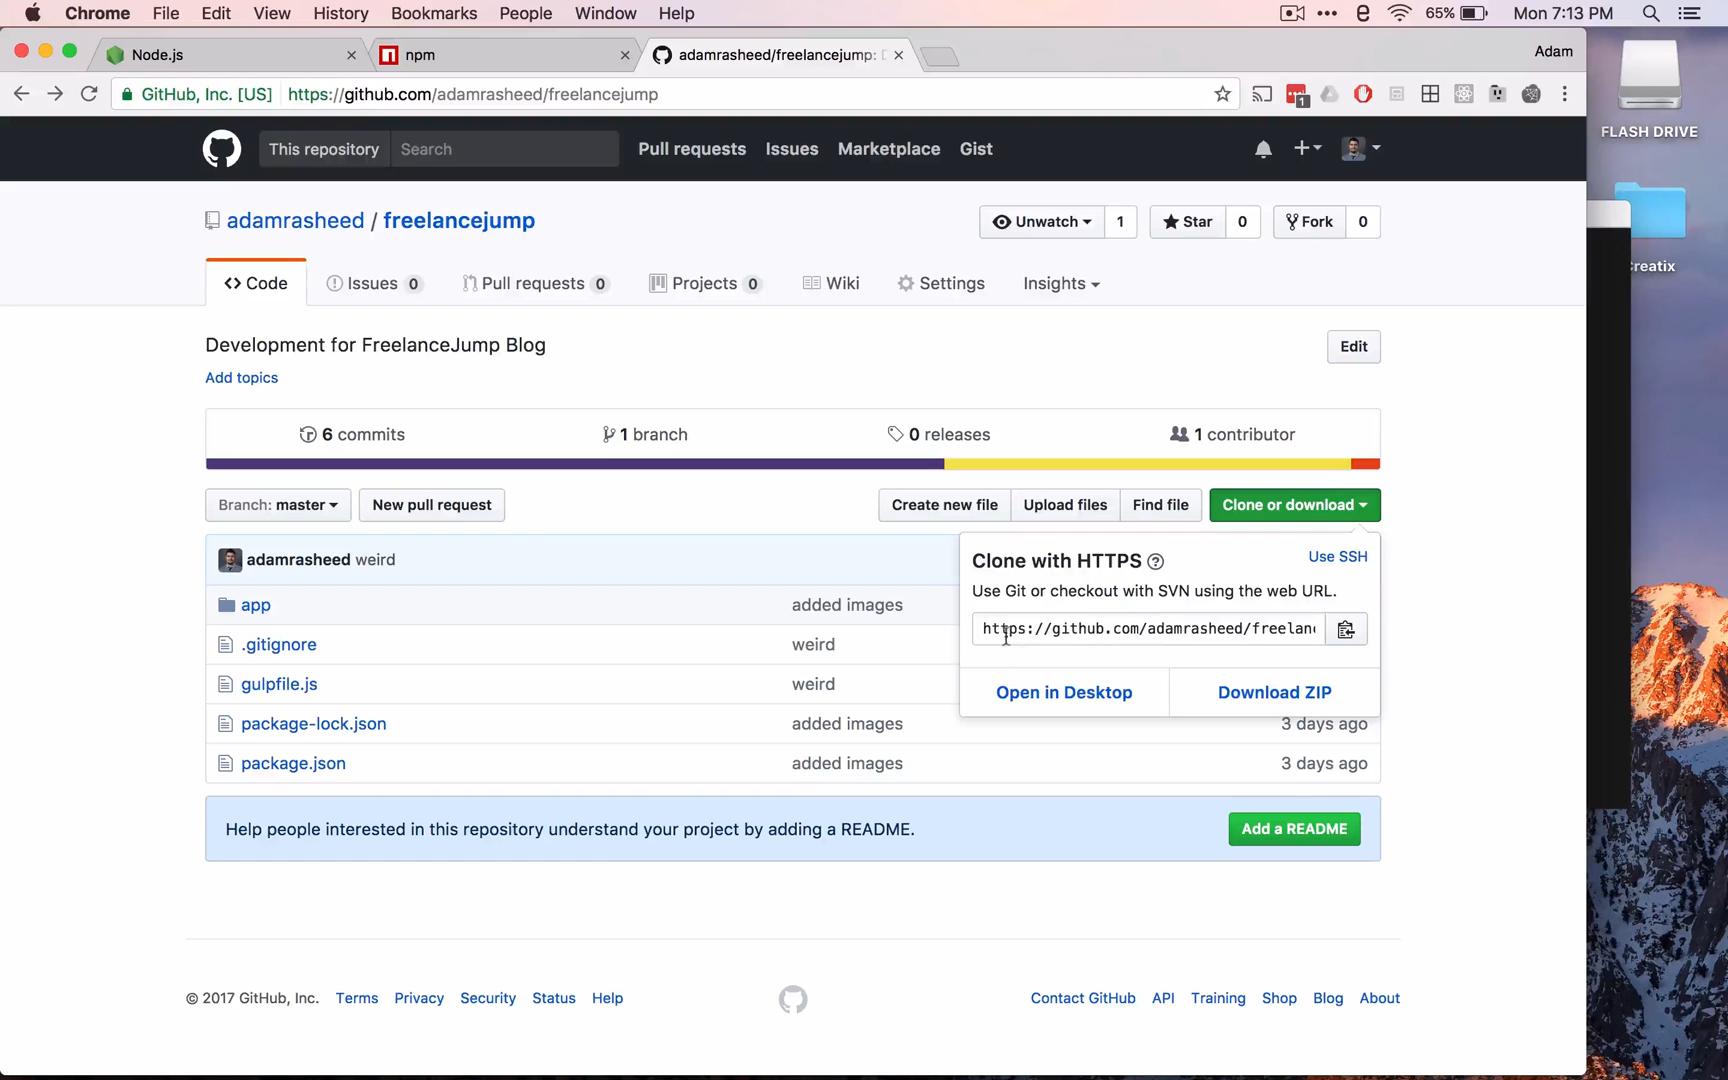 Chrome File Edit View History Bookmarks People Window Help 65% Mon 7:13 PM
Node.js npm adamrasheed/freelancejump: Adam
GitHub, Inc. [US] https://github.com/adamrasheed/freelancejump 1
FLASH DRIVE
This repository Search Pull requests Issues Marketplace Gist
adamrasheed / freelancejump Unwatch 1 Star 0 Fork 0
Creatix
Code Issues 0 Pull requests 0 Projects 0 Wiki Settings Insights
Development for FreelanceJump Blog Edit
Add topics
6 commits 1 branch 0 releases 1 contributor
Branch: master New pull request Create new file Upload files Find file Clone or download
adamrasheed weird
Clone with HTTPS Use SSH
Use Git or checkout with SVN using the web URL.
https://github.com/adamrasheed/freelanc
Open in Desktop Download ZIP
app added images
.gitignore weird
gulpfile.js weird
package-lock.json added images 3 days ago
package.json added images 3 days ago
Help people interested in this repository understand your project by adding a README. Add a README
© 2017 GitHub, Inc. Terms Privacy Security Status Help Contact GitHub API Training Shop Blog About